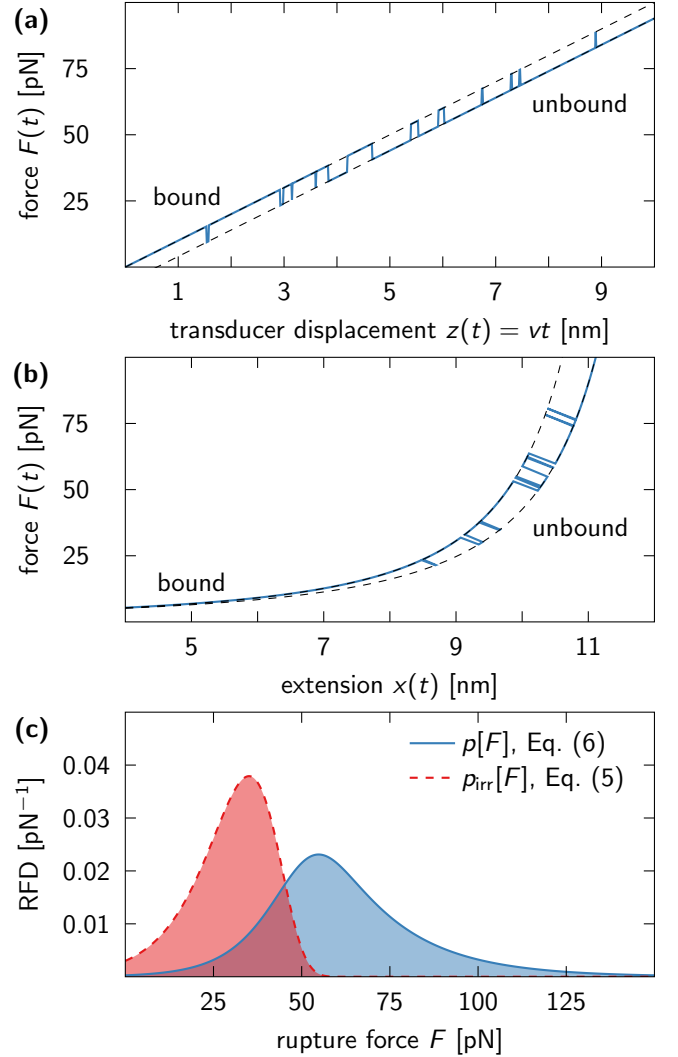 (a)
force F(t) [pN]
75
50
25
bound
unbound
1 3 5 7 9
transducer displacement z(t) = vt [nm]
(b)
force F(t) [pN]
75
50
25
bound
unbound
5 7 9 11
extension x(t) [nm]
(c)
RFD [pN⁻¹]
0.04
0.03
0.02
0.01
p[F], Eq. (6)
p_irr[F], Eq. (5)
25 50 75 100 125
rupture force F [pN]